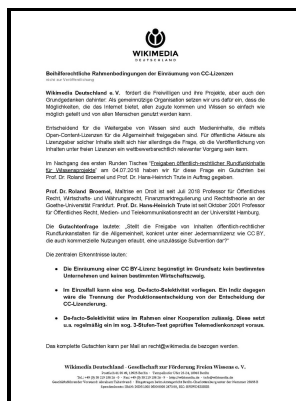 WIKIMEDIA
DEUTSCHLAND
Beihilferechtliche Rahmenbedingungen der Einräumung von CC-Lizenzen
nicht zur Veröffentlichung
Wikimedia Deutschland e. V. fördert die Freiwilligen und ihre Projekte, aber auch den
Grundgedanken dahinter: Als gemeinnützige Organisation setzen wir uns dafür ein, dass die
Möglichkeiten, die das Internet bietet, allen zugute kommen und Wissen so einfach wie
möglich geteilt und von allen Menschen genutzt werden kann.
Entscheidend für die Weitergabe von Wissen sind auch Medieninhalte, die mittels
Open-Content-Lizenzen für die Allgemeinheit freigegeben sind. Für öffentliche Akteure als
Lizenzgeber solcher Inhalte stellt sich hier allerdings die Frage, ob die Veröffentlichung von
Inhalten unter freien Lizenzen ein wettbewerbsrechtlich relevanter Vorgang sein kann.
Im Nachgang des ersten Runden Tisches "Freigaben öffentlich-rechtlicher Rundfunkinhalte
für Wissensprojekte" am 04.07.2018 haben wir für diese Frage ein Gutachten bei
Prof. Dr. Roland Broemel und Prof. Dr. Hans-Heinrich Trute in Auftrag gegeben.
Prof. Dr. Roland Broemel, Maîtrise en Droit ist seit Juli 2018 Professor für Öffentliches
Recht, Wirtschafts- und Währungsrecht, Finanzmarktregulierung und Rechtstheorie an der
Goethe-Universität Frankfurt. Prof. Dr. Hans-Heinrich Trute ist seit Oktober 2001 Professor
für Öffentliches Recht, Medien- und Telekommunikationsrecht an der Universität Hamburg.
Die Gutachtenfrage lautete: „Stellt die Freigabe von Inhalten öffentlich-rechtlicher
Rundfunkanstalten für die Allgemeinheit, konkret unter einer Jedermannlizenz wie CC BY,
die auch kommerzielle Nutzungen erlaubt, eine unzulässige Subvention dar?"
Die zentralen Erkenntnisse lauten:
● Die Einräumung einer CC BY-Lizenz begünstigt im Grundsatz kein bestimmtes
Unternehmen und keinen bestimmten Wirtschaftszweig.
● Im Einzelfall kann eine sog. De-facto-Selektivität vorliegen. Ein Indiz dagegen
wäre die Trennung der Produktionsentscheidung von der Entscheidung der
CC-Lizenzierung.
● De-facto-Selektivität wäre im Rahmen einer Kooperation zulässig. Diese setzt
u.a. regelmäßig ein im sog. 3-Stufen-Test geprüftes Telemedienkonzept voraus.
Das komplette Gutachten kann per Mail an recht@wikimedia.de bezogen werden.
Wikimedia Deutschland - Gesellschaft zur Förderung Freien Wissens e. V.